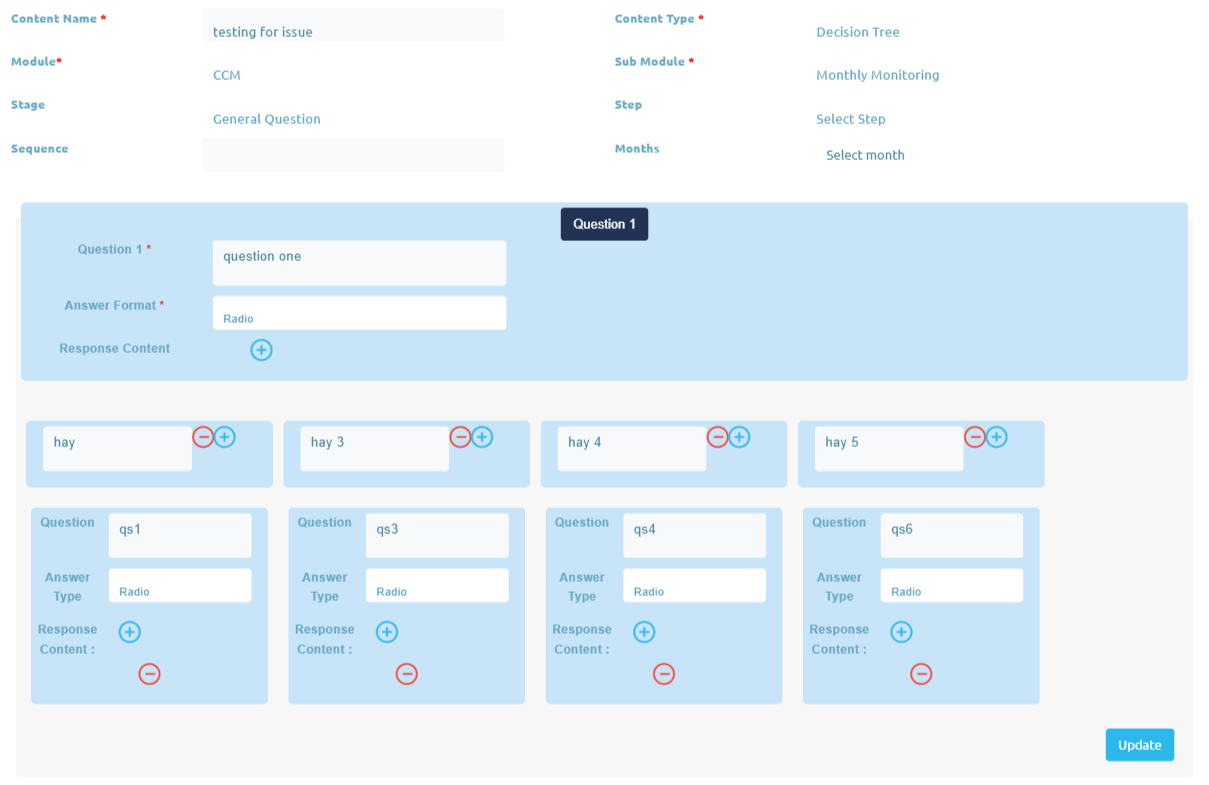 Content Name *
testing for issue
Content Type *
Decision Tree
Module*
CCM
Sub Module *
Monthly Monitoring
Stage
General Question
Step
Select Step
Sequence
Months
Select month
Question 1
Question 1 *
question one
Answer Format *
Radio
Response Content
hay
hay 3
hay 4
hay 5
Question
qs1
Answer
Type
Radio
Response
Content :
Question
qs3
Answer
Type
Radio
Response
Content :
Question
qs4
Answer
Type
Radio
Response
Content :
Question
qs6
Answer
Type
Radio
Response
Content :
Update